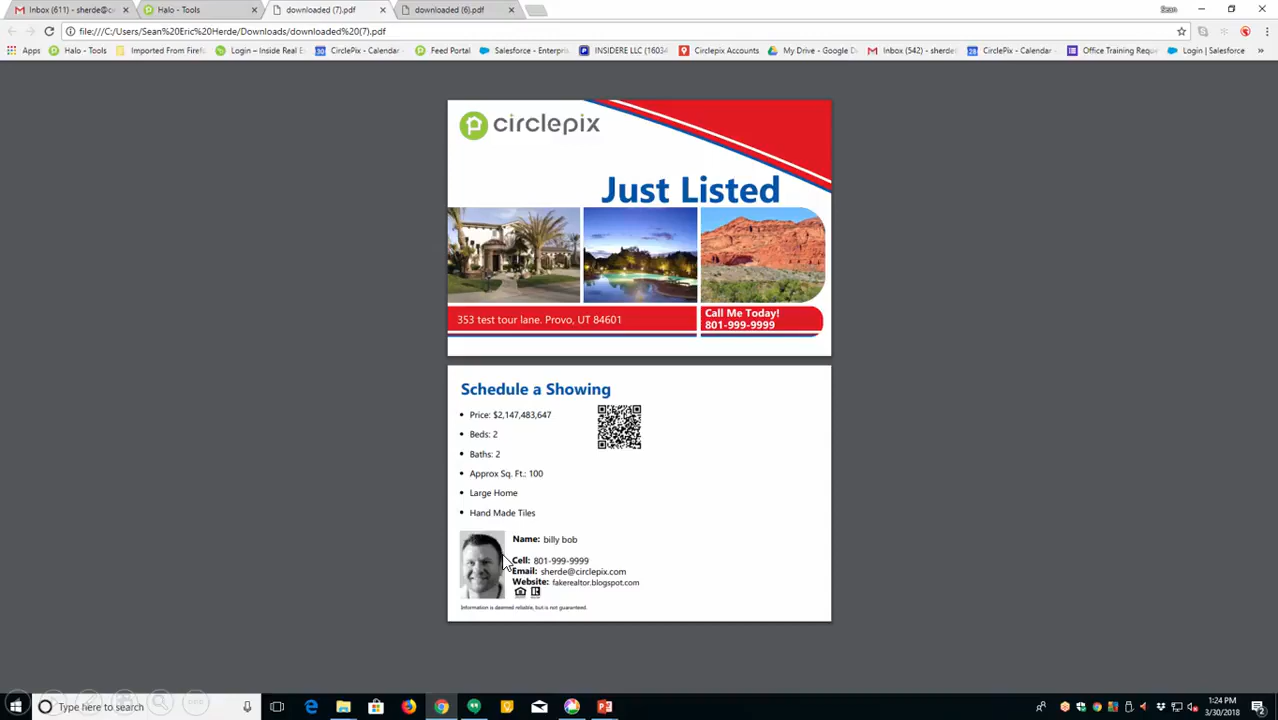 Inbox (611) - sherde@c
Halo - Tools
downloaded (7).pdf
downloaded (6).pdf
Sean
file:///C:/Users/Sean%20Eric%20Herde/Downloads/downloaded%20(7).pdf
Apps
Halo - Tools
Imported From Firef
Login – Inside Real E
CirclePix - Calendar
Feed Portal
Salesforce - Enterpri
INSIDERE LLC (16034
Circlepix Accounts
My Drive - Google D
Inbox (542) - sherde
CirclePix - Calendar
Office Training Requ
Login | Salesforce
circlepix
Just Listed
353 test tour lane. Provo, UT 84601
Call Me Today!
801-999-9999
Schedule a Showing
• Price: $2,147,483,647
• Beds: 2
• Baths: 2
• Approx Sq. Ft.: 100
• Large Home
• Hand Made Tiles
Name: billy bob
Cell: 801-999-9999
Email: sherde@circlepix.com
Website: fakerealtor.blogspot.com
Information is deemed reliable, but is not guaranteed.
Type here to search
1:24 PM
3/30/2018